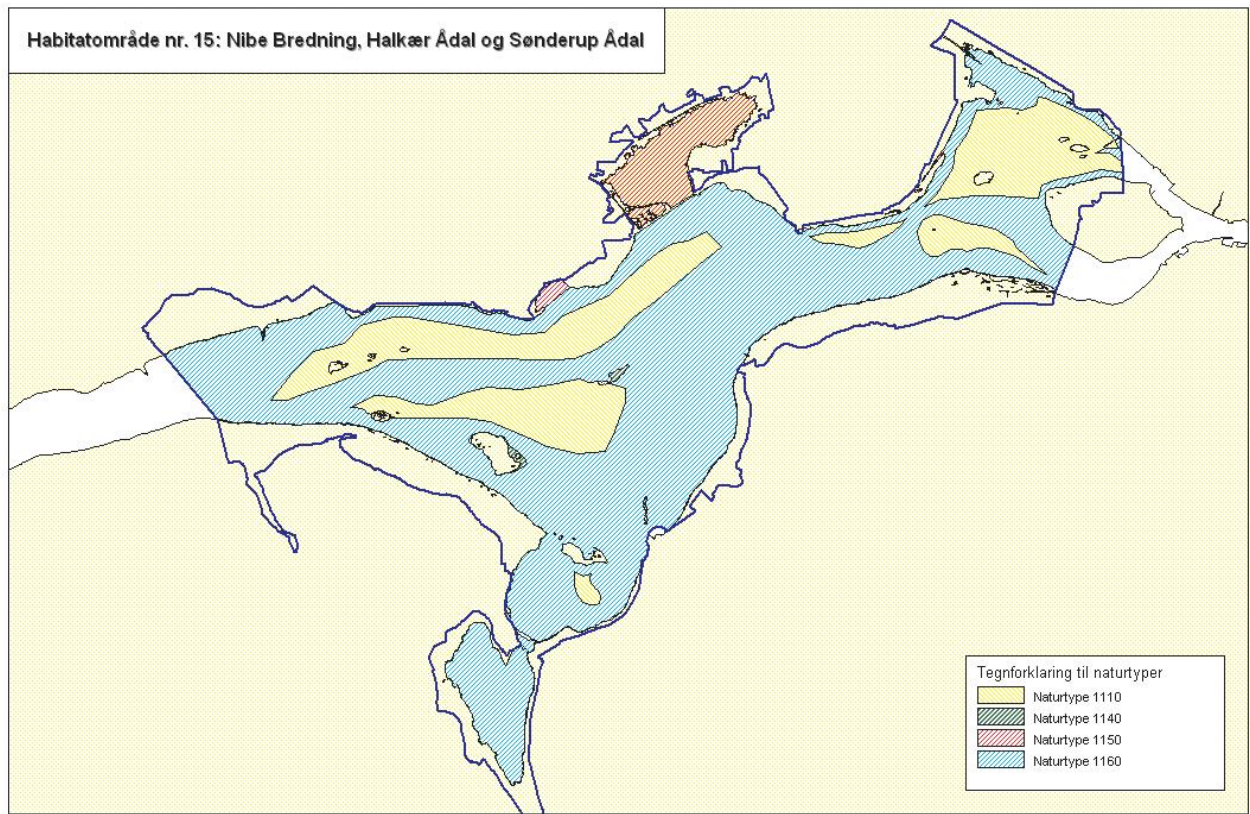 Habitatområde nr. 15: Nibe Bredning, Halkær Ådal og Sønderup Ådal
Tegnforklaring til naturtyper
Naturtype 1110
Naturtype 1140
Naturtype 1150
Naturtype 1160